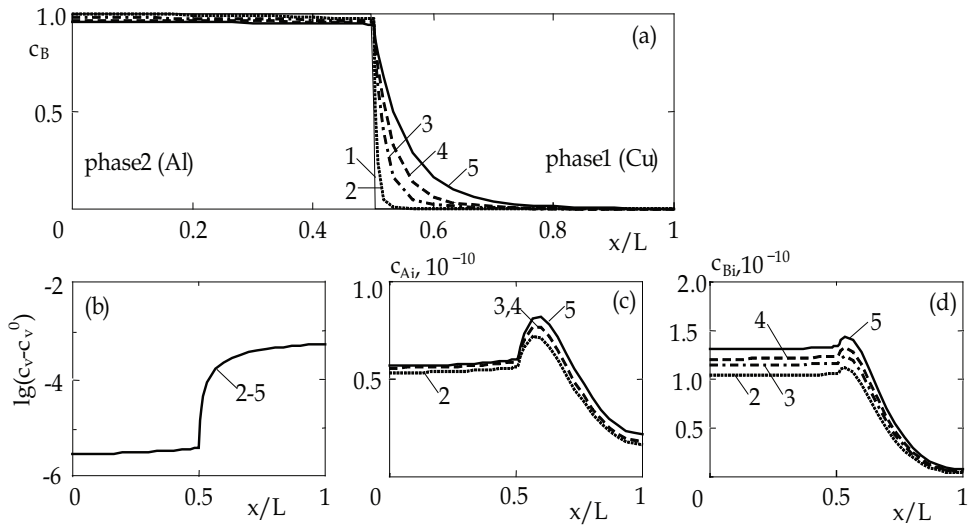 1.0
c_B
0.5
(a)
phase2 (Al)
phase1 (Cu)
1
2
3
4
5
0
0.2
0.4
0.6
0.8
1
x/L
-2
lg(c_v-c_v^0)
-4
-6
(b)
2-5
0
0.5
1
x/L
c_Ai, 10^-10
1.0
0.5
(c)
3,4
5
2
0
0.5
1
x/L
c_Bi, 10^-10
2.0
1.5
1.0
0.5
(d)
4
5
2
3
0
0.5
1
x/L